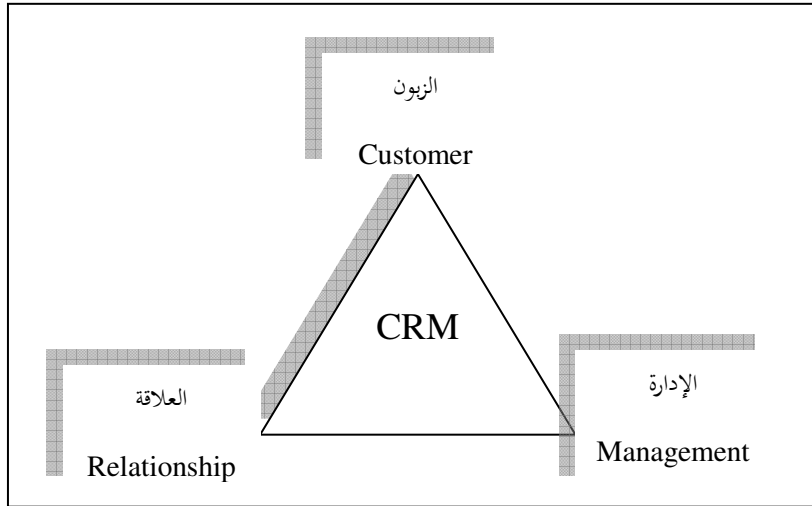 الزبون
Customer
CRM
العلاقة
Relationship
الإدارة
Management